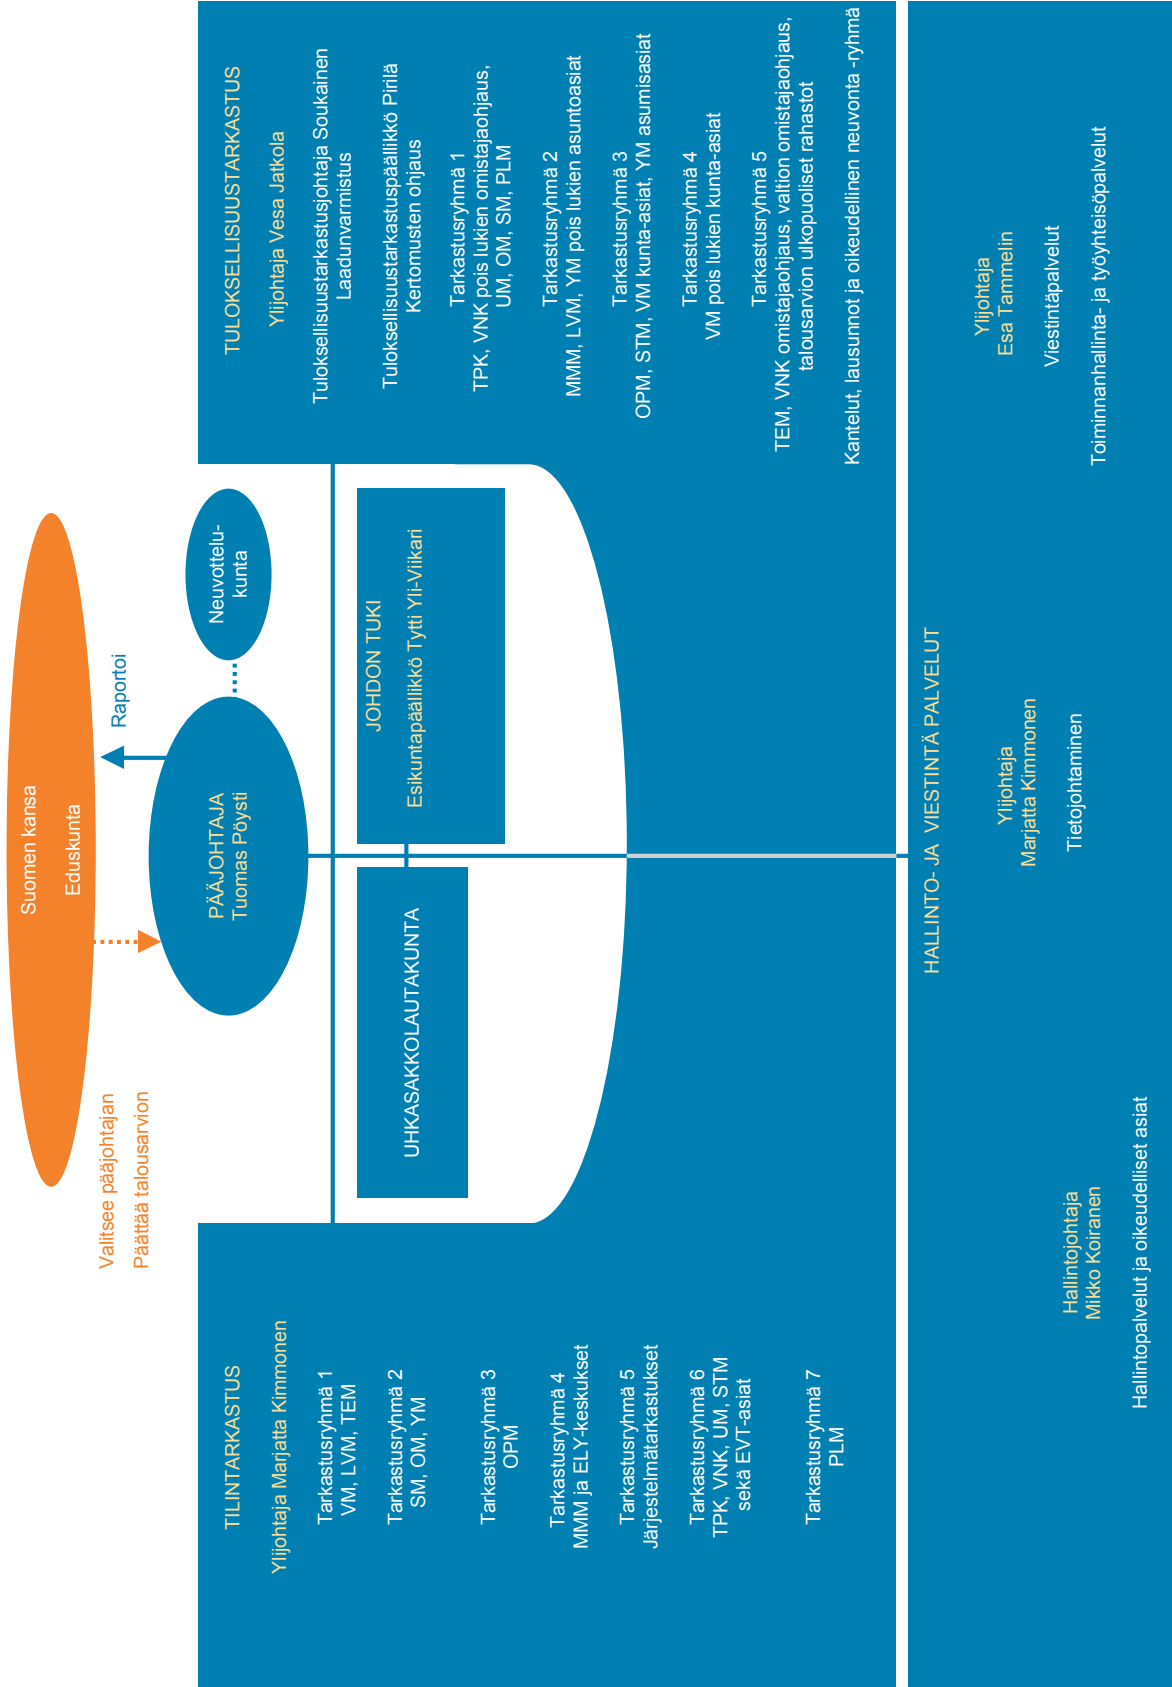 Suomen kansa
Eduskunta
Valitsee pääjohtajan
Päättää talousarvion
Raportoi
PÄÄJOHTAJA
Tuomas Pöysti
Neuvottelu-
kunta
TILINTARKASTUS
Ylijohtaja Marjatta Kimmonen
Tarkastusryhmä 1
VM, LVM, TEM
Tarkastusryhmä 2
SM, OM, YM
Tarkastusryhmä 3
OPM
Tarkastusryhmä 4
MMM ja ELY-keskukset
Tarkastusryhmä 5
Järjestelmätarkastukset
Tarkastusryhmä 6
TPK, VNK, UM, STM
sekä EVT-asiat
Tarkastusryhmä 7
PLM
UHKASAKKOLAUTAKUNTA
JOHDON TUKI
Esikuntapäällikkö Tytti Yli-Viikari
TULOKSELLISUUSTARKASTUS
Ylijohtaja Vesa Jatkola
Tuloksellisuustarkastusjohtaja Soukainen
Laadunvarmistus
Tuloksellisuustarkastuspäällikkö Pirilä
Kertomusten ohjaus
Tarkastusryhmä 1
TPK, VNK pois lukien omistajaohjaus,
UM, OM, SM, PLM
Tarkastusryhmä 2
MMM, LVM, YM pois lukien asuntoasiat
Tarkastusryhmä 3
OPM, STM, VM kunta-asiat, YM asumisasiat
Tarkastusryhmä 4
VM pois lukien kunta-asiat
Tarkastusryhmä 5
TEM, VNK omistajaohjaus, valtion omistajaohjaus,
talousarvion ulkopuoliset rahastot
Kantelut, lausunnot ja oikeudellinen neuvonta -ryhmä
HALLINTO- JA VIESTINTÄ PALVELUT
Hallintojohtaja
Mikko Koiranen
Hallintopalvelut ja oikeudelliset asiat
Ylijohtaja
Marjatta Kimmonen
Tietojohtaminen
Ylijohtaja
Esa Tammelin
Viestintäpalvelut
Toiminnanhallinta- ja työyhteisöpalvelut